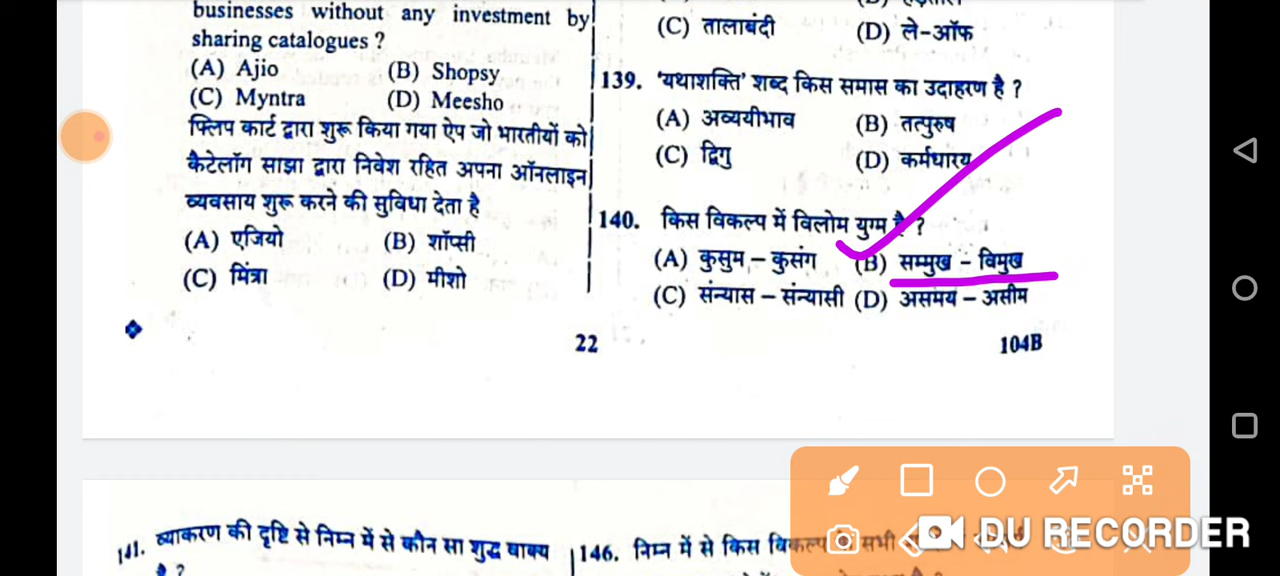 businesses without any investment by
sharing catalogues ?
(A) Ajio (B) Shopsy
(C) Myntra (D) Meesho
फ्लिप कार्ट द्वारा शुरू किया गया ऐप जो भारतीयों को
कैटेलॉग साझा द्वारा निवेश रहित अपना ऑनलाइन
व्यवसाय शुरू करने की सुविधा देता है
(A) एजियो (B) शॉप्सी
(C) मिंत्रा (D) मीशो
(C) तालाबंदी (D) ले-ऑफ
139. 'यथाशक्ति' शब्द किस समास का उदाहरण है ?
(A) अव्ययीभाव (B) तत्पुरुष
(C) द्विगु (D) कर्मधारय
140. किस विकल्प में विलोम युग्म है ?
(A) कुसुम – कुसंग (B) सम्मुख – विमुख
(C) संन्यास – संन्यासी (D) असमय – असीम
22 104B
141. व्याकरण की दृष्टि से निम्न में से कौन सा शुद्ध वाक्य
है ?
146. निम्न में से किस सभी
DU RECORDER